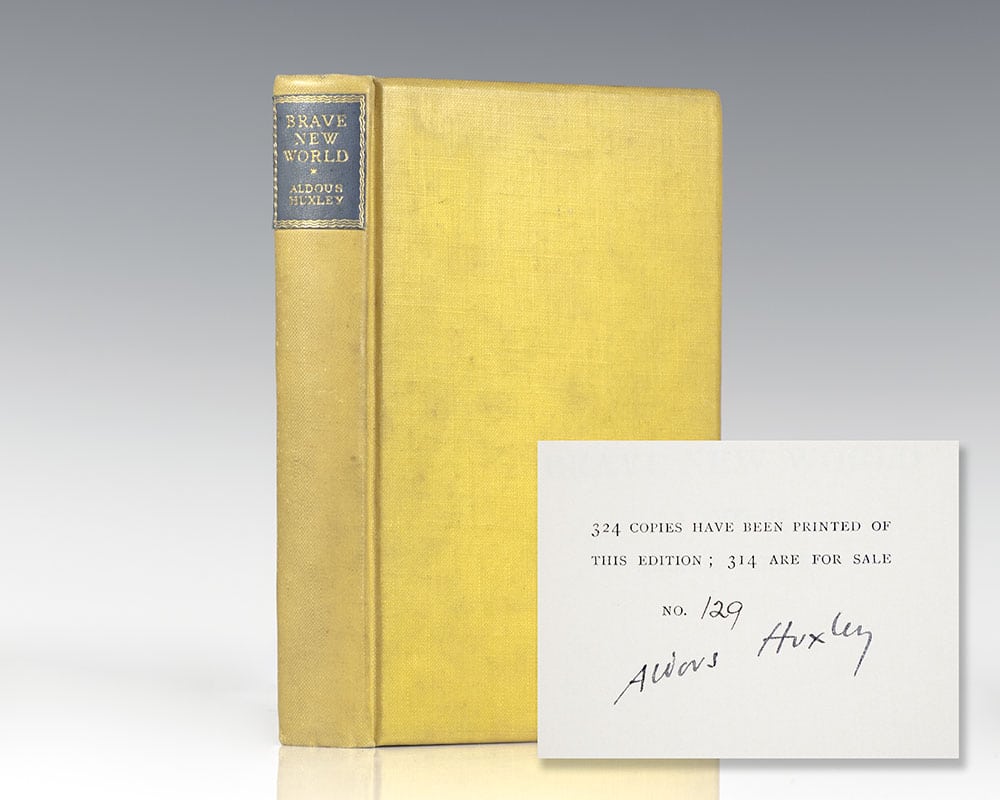 BRAVE
NEW
WORLD
*
ALDOUS
HUXLEY
324 COPIES HAVE BEEN PRINTED OF
THIS EDITION; 314 ARE FOR SALE
NO. 129
Aldous Huxley